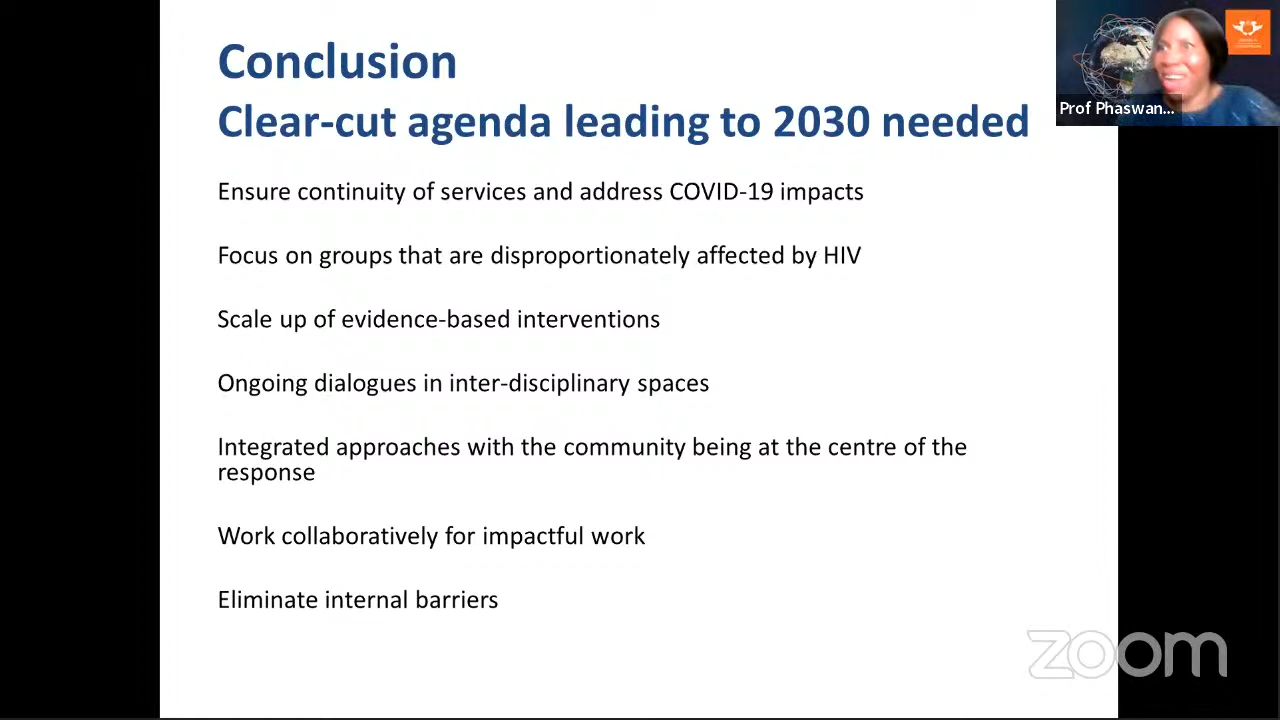 Conclusion
Clear-cut agenda leading to 2030 needed
Prof Phaswan...
Ensure continuity of services and address COVID-19 impacts
Focus on groups that are disproportionately affected by HIV
Scale up of evidence-based interventions
Ongoing dialogues in inter-disciplinary spaces
Integrated approaches with the community being at the centre of the
response
Work collaboratively for impactful work
Eliminate internal barriers
zoom